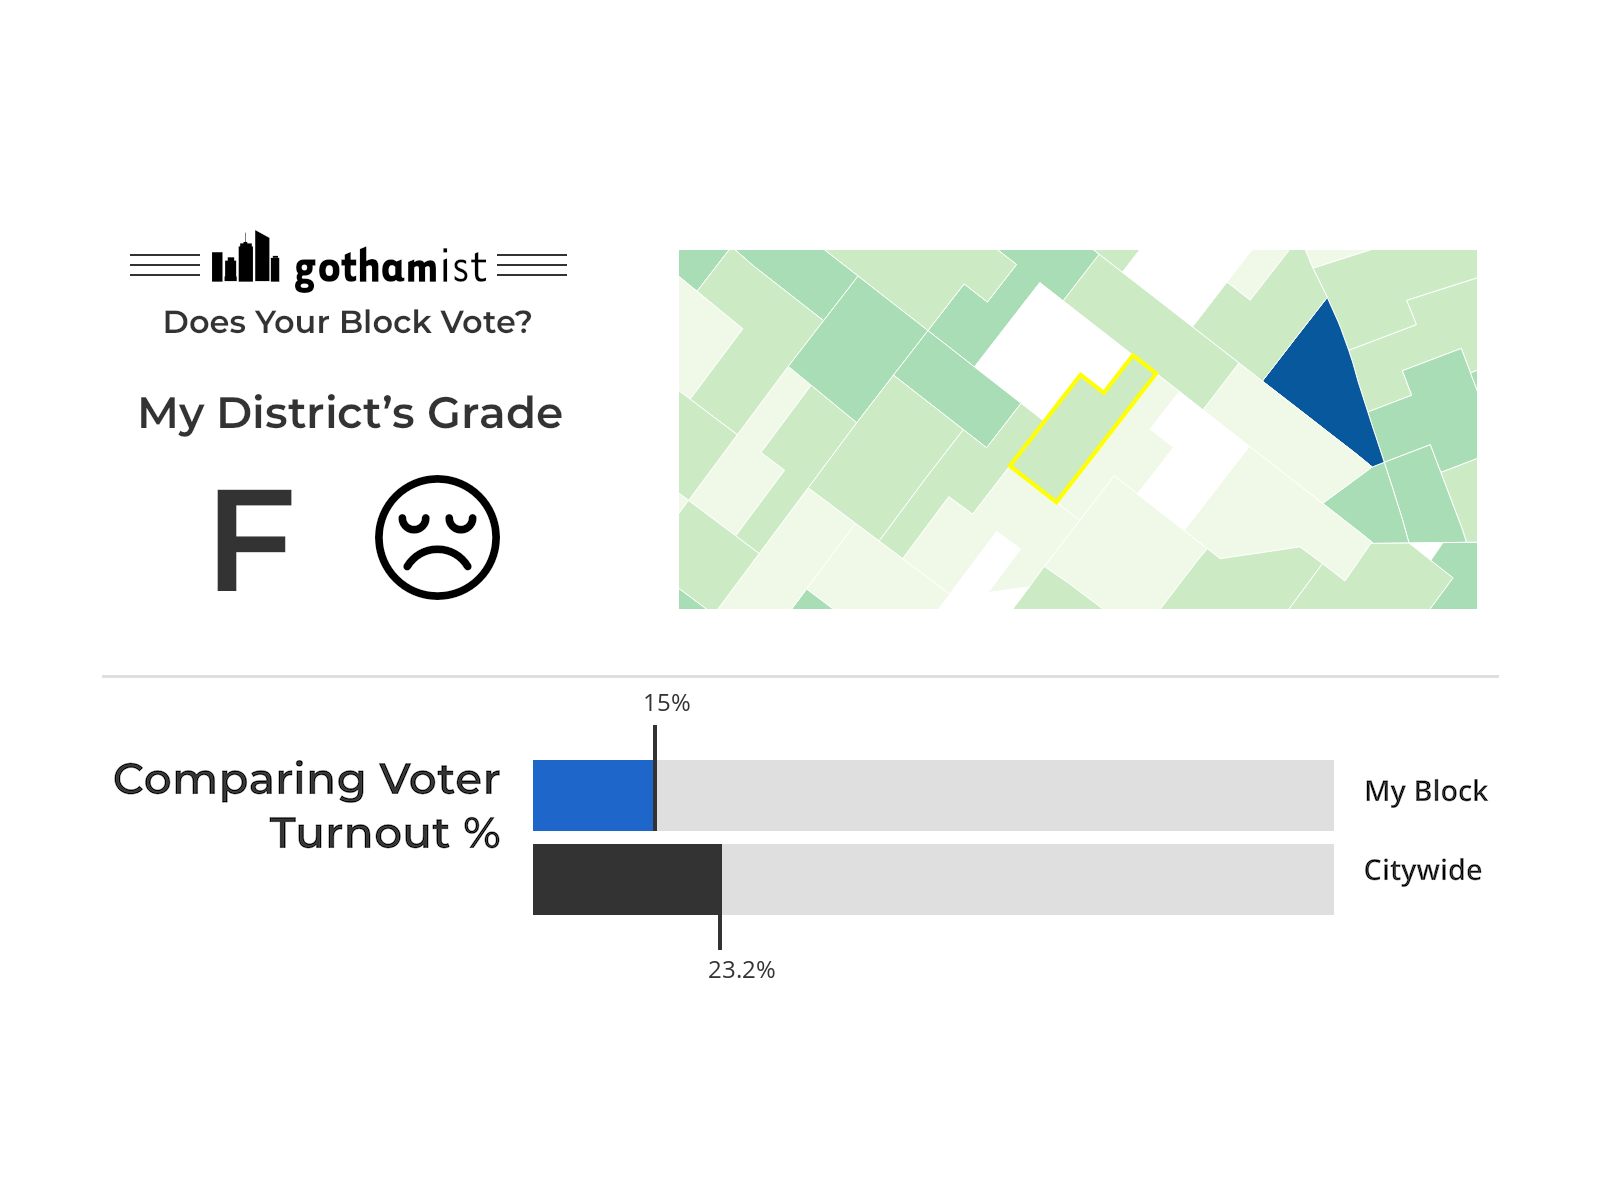 gothamist
Does Your Block Vote?
My District’s Grade
F
15%
Comparing Voter
Turnout %
My Block
Citywide
23.2%